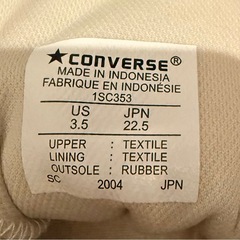 ★CONVERSE®
MADE IN INDONESIA
FABRIQUE EN INDONÉSIE
1SC353
US JPN
3.5 22.5
UPPER : TEXTILE
LINING : TEXTILE
OUTSOLE : RUBBER
SC 2004 JPN